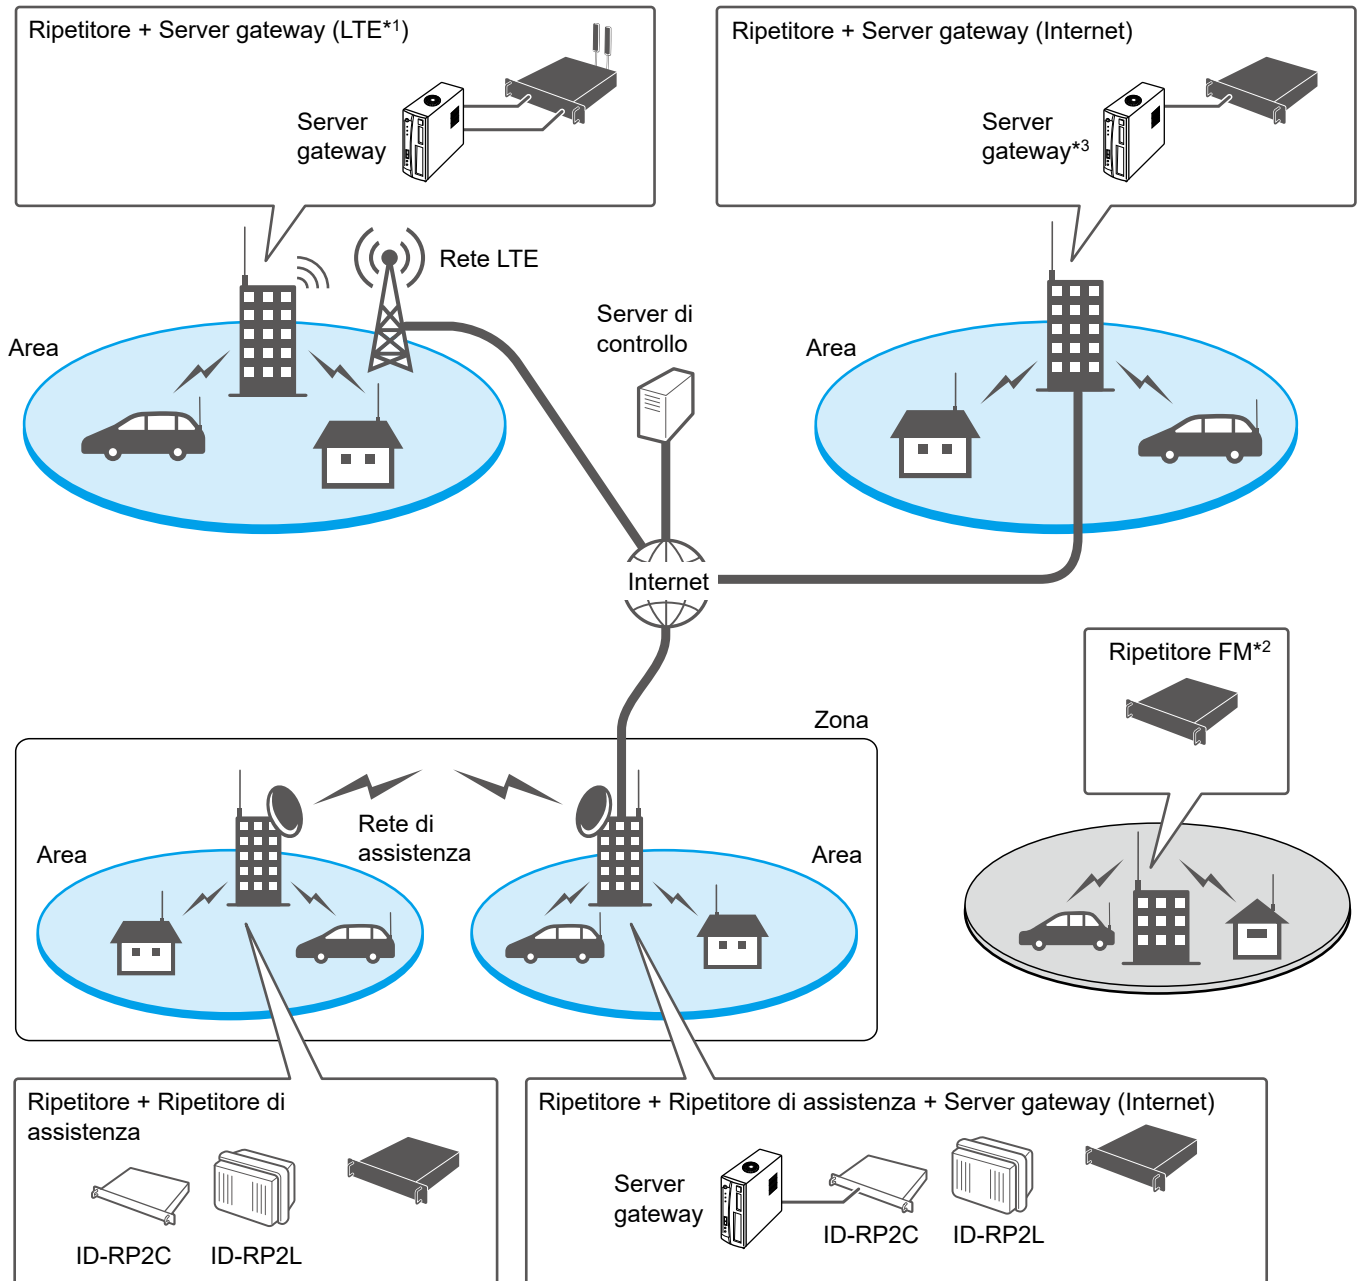 Ripetitore + Server gateway (LTE*1)
Server
gateway
Ripetitore + Server gateway (Internet)
Server
gateway*3
Rete LTE
Area
Server di
controllo
Area
Internet
Ripetitore FM*2
Zona
Rete di
assistenza
Area
Area
Ripetitore + Ripetitore di
assistenza
ID-RP2C
ID-RP2L
Ripetitore + Ripetitore di assistenza + Server gateway (Internet)
Server
gateway
ID-RP2C
ID-RP2L